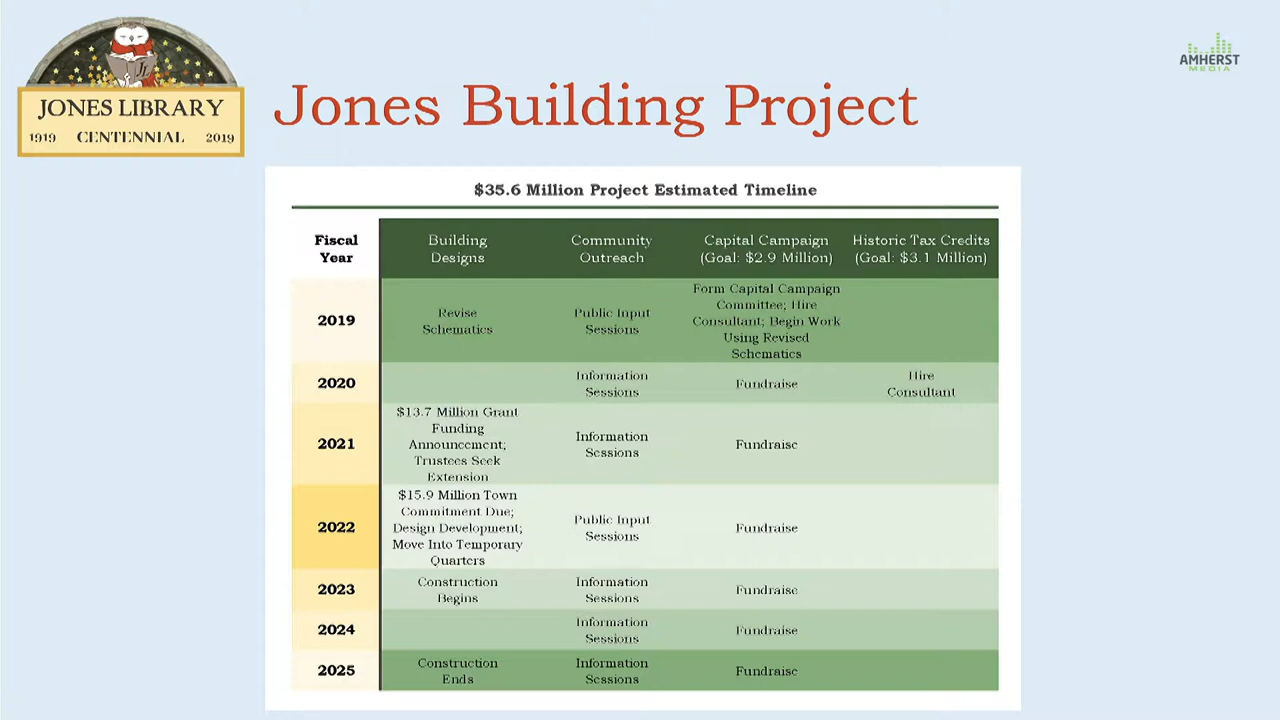 JONES LIBRARY
1919 CENTENNIAL 2019
AMHERST
MEDIA
Jones Building Project
$35.6 Million Project Estimated Timeline
Fiscal Year
Building Designs
Community Outreach
Capital Campaign (Goal: $2.9 Million)
Historic Tax Credits (Goal: $3.1 Million)
2019
Revise Schematics
Public Input Sessions
Form Capital Campaign Committee; Hire Consultant; Begin Work Using Revised Schematics
2020
Information Sessions
Fundraise
Hire Consultant
2021
$13.7 Million Grant Funding Announcement; Trustees Seek Extension
Information Sessions
Fundraise
2022
$15.9 Million Town Commitment Due; Design Development; Move Into Temporary Quarters
Public Input Sessions
Fundraise
2023
Construction Begins
Information Sessions
Fundraise
2024
Information Sessions
Fundraise
2025
Construction Ends
Information Sessions
Fundraise